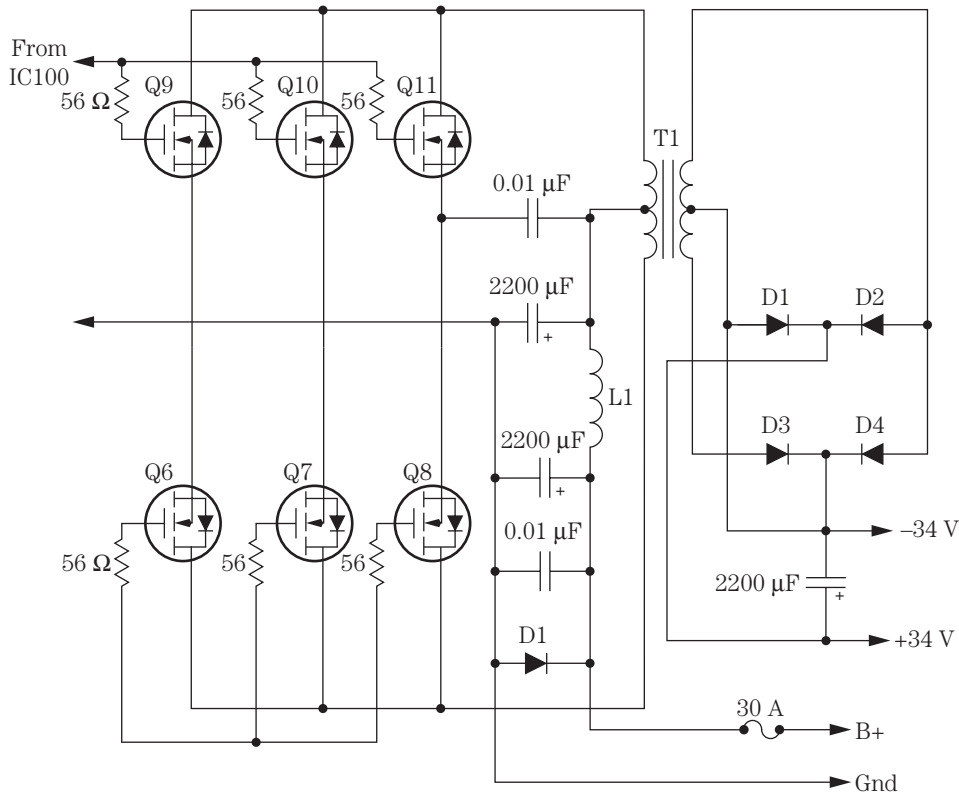 From
IC100
56 Ω
Q9
56
Q10
56
Q11
T1
0.01 µF
2200 µF
+
D1
D2
L1
D3
D4
2200 µF
+
Q6
Q7
Q8
0.01 µF
56 Ω
56
56
–34 V
2200 µF
+
D1
+34 V
30 A
B+
Gnd